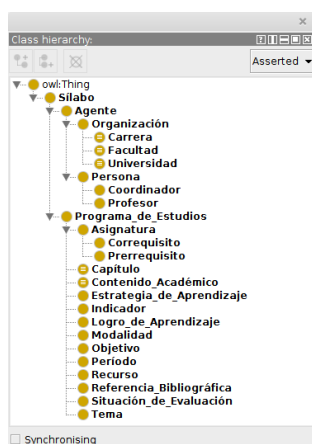 Class hierarchy:
Asserted
owl:Thing
Sílabo
Agente
Organización
Carrera
Facultad
Universidad
Persona
Coordinador
Profesor
Programa_de_Estudios
Asignatura
Correquisito
Prerrequisito
Capítulo
Contenido_Académico
Estrategia_de_Aprendizaje
Indicador
Logro_de_Aprendizaje
Modalidad
Objetivo
Período
Recurso
Referencia_Bibliográfica
Situación_de_Evaluación
Tema
Synchronising